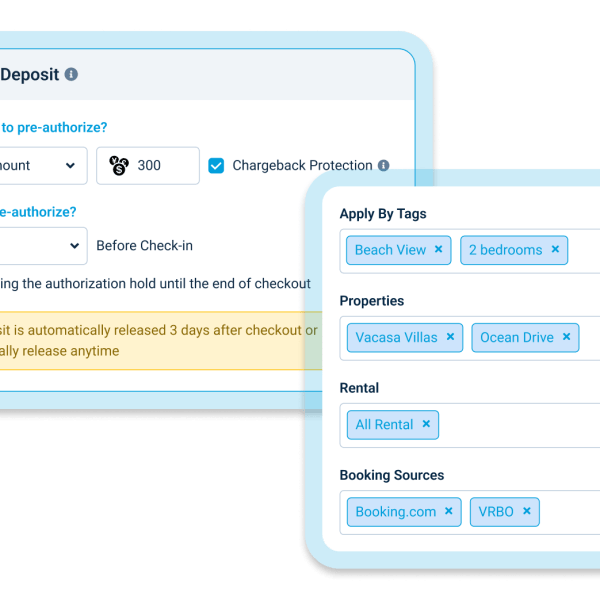 Deposit
to pre-authorize?
ount
300
Chargeback Protection
e-authorize?
Before Check-in
ing the authorization hold until the end of checkout
it is automatically released 3 days after checkout or
ally release anytime
Apply By Tags
Beach View × 2 bedrooms ×
Properties
Vacasa Villas × Ocean Drive ×
Rental
All Rental ×
Booking Sources
Booking.com × VRBO ×